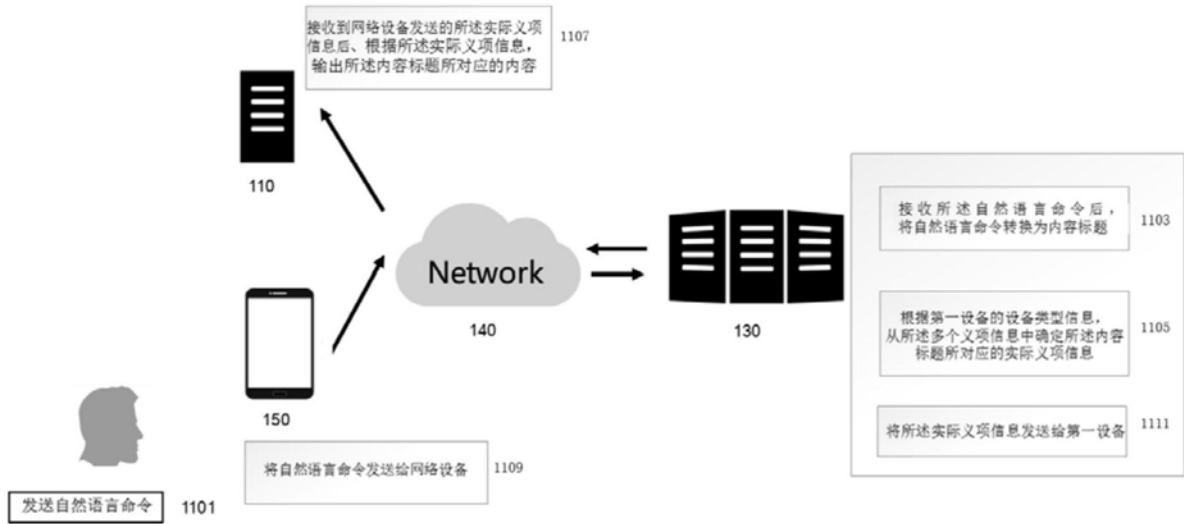 接收到网络设备发送的所述实际义项
信息后、根据所述实际义项信息，
输出所述内容标题所对应的内容
1107
110
接收所述自然语言命令后，
将自然语言命令转换为内容标题
1103
Network
140
130
根据第一设备的设备类型信息，
从所述多个义项信息中确定所述内容
标题所对应的实际义项信息
1105
150
将所述实际义项信息发送给第一设备
1111
将自然语言命令发送给网络设备
1109
发送自然语言命令
1101